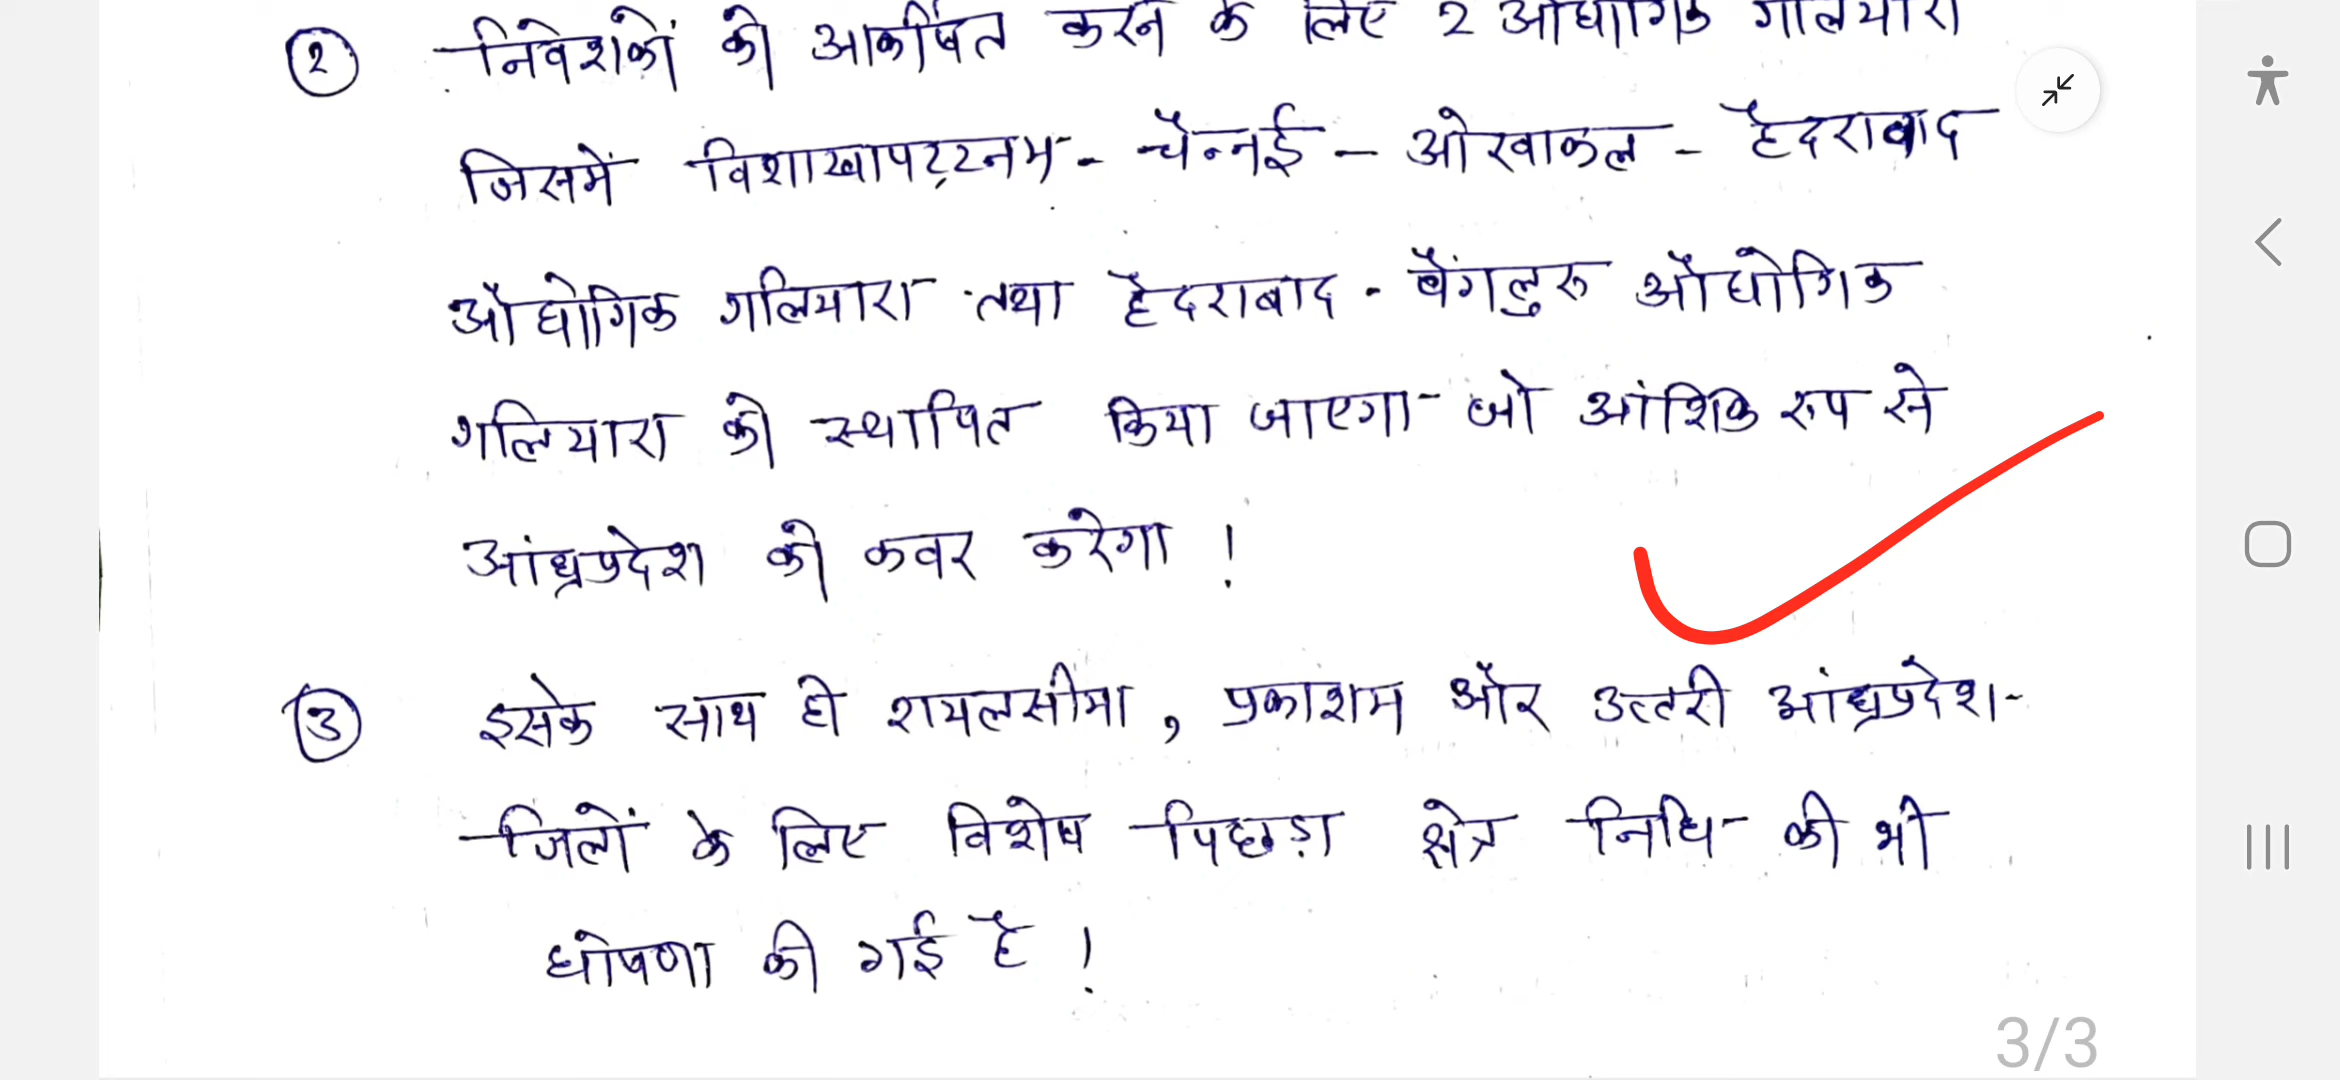 ② निवेशकों को आकर्षित करने के लिए 2 औद्योगिक गलियारा
जिसमें विशाखापट्टनम - चैन्नई - ओरवाकल - हैदराबाद
औद्योगिक गलियारा तथा हैदराबाद - बैंगलुरु औद्योगिक
गलियारा को स्थापित किया जाएगा जो आंशिक रुप से
आंध्रप्रदेश को कवर करेगा !
③ इसके साथ ही रायलसीमा, प्रकाशम और उत्तरी आंध्रप्रदेश
जिलों के लिए विशेष पिछड़ा क्षेत्र निधि की भी
घोषणा की गई है !
3/3